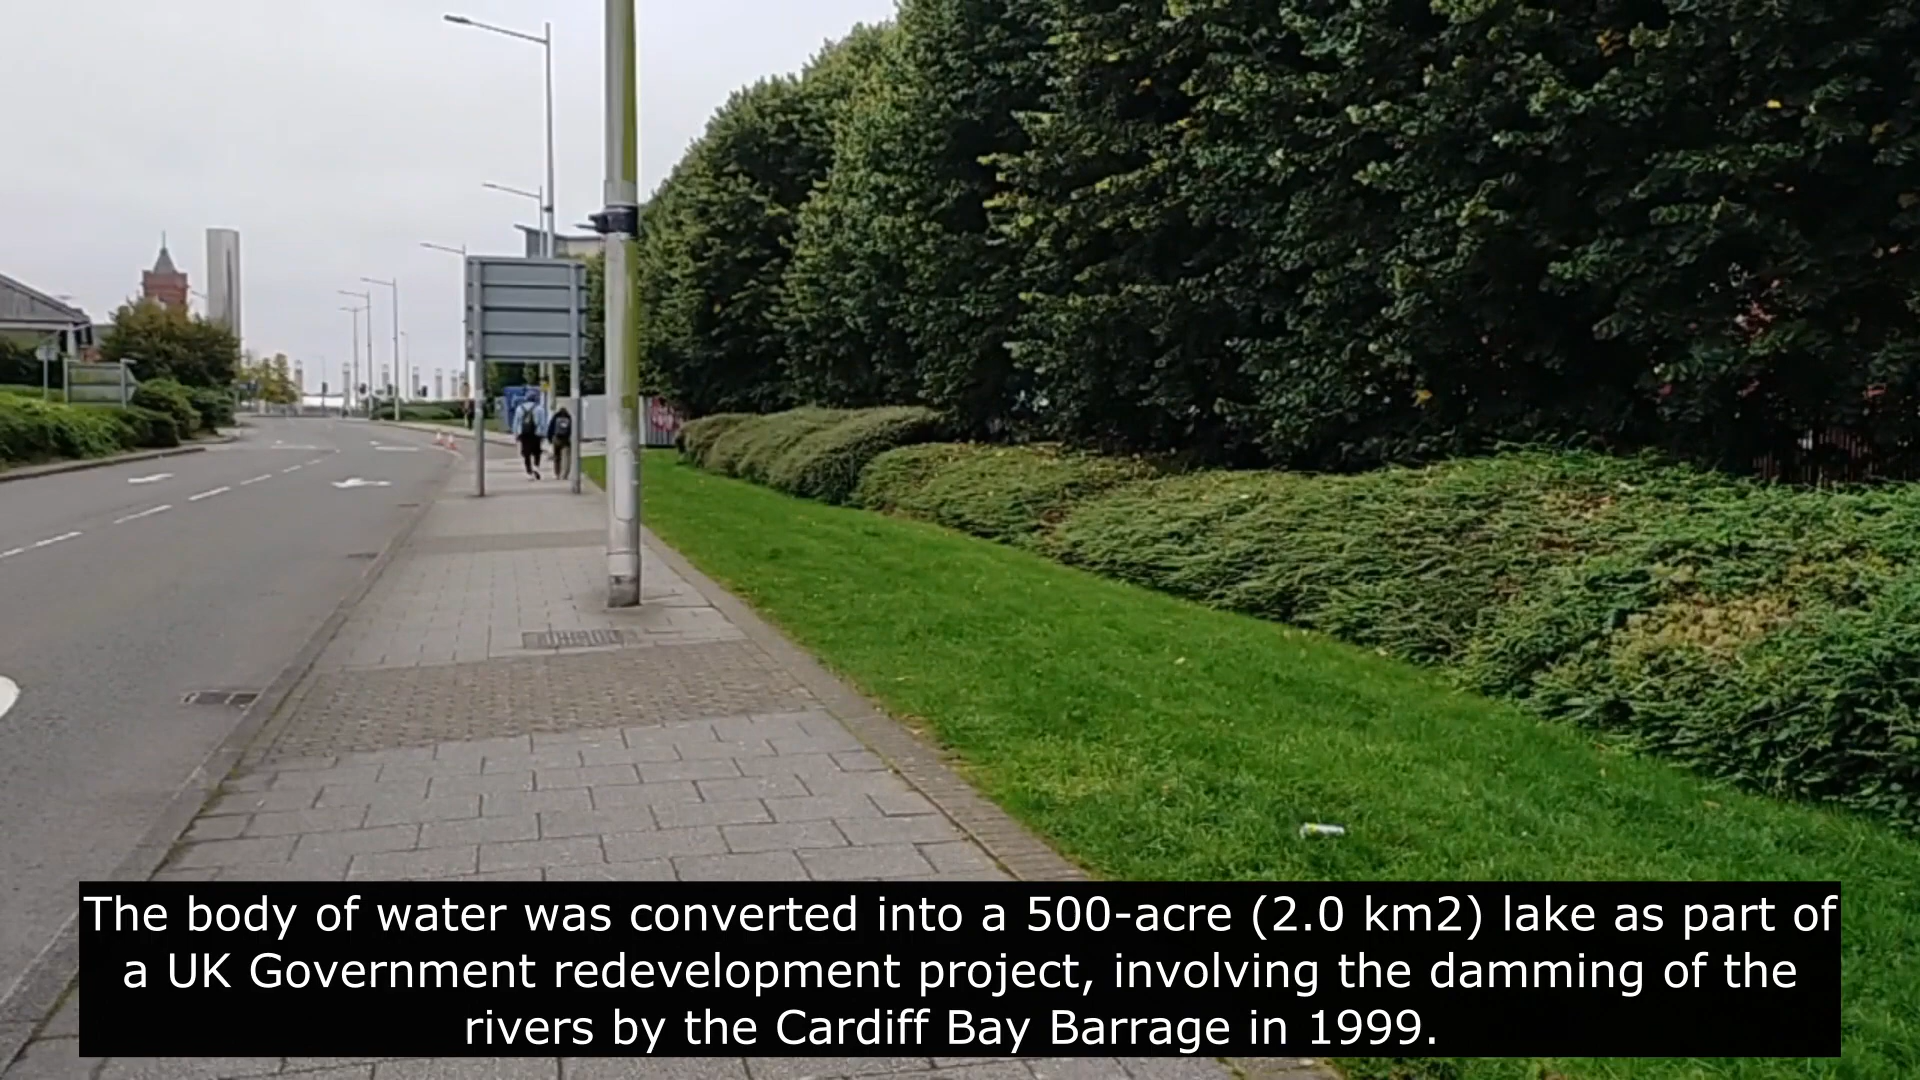 The body of water was converted into a 500-acre (2.0 km2) lake as part of
a UK Government redevelopment project, involving the damming of the
rivers by the Cardiff Bay Barrage in 1999.